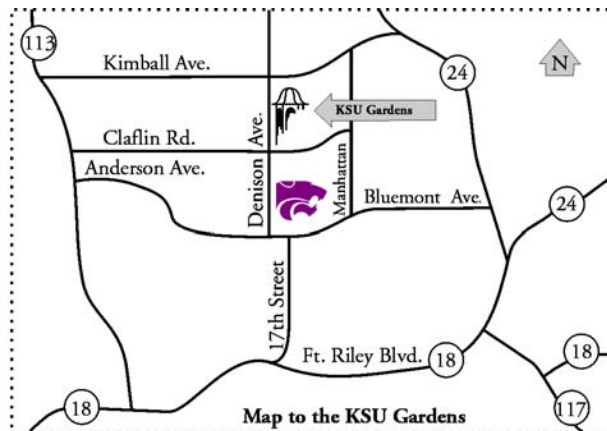 113
Kimball Ave.
24
N
KSU Gardens
Claflin Rd.
Denison Ave.
Manhattan
Anderson Ave.
Bluemont Ave.
24
17th Street
Ft. Riley Blvd.
18
18
18
Map to the KSU Gardens
117